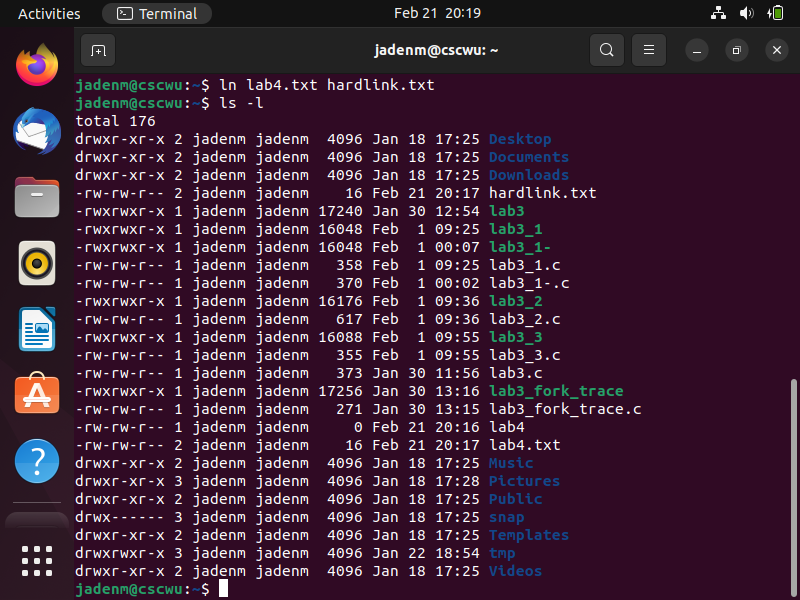 Activities Terminal Feb 21 20:19
jadenm@cscwu: ~
jadenm@cscwu:~$ ln lab4.txt hardlink.txt
jadenm@cscwu:~$ ls -l
total 176
drwxr-xr-x 2 jadenm jadenm  4096 Jan 18 17:25 Desktop
drwxr-xr-x 2 jadenm jadenm  4096 Jan 18 17:25 Documents
drwxr-xr-x 2 jadenm jadenm  4096 Jan 18 17:25 Downloads
-rw-rw-r-- 2 jadenm jadenm    16 Feb 21 20:17 hardlink.txt
-rwxrwxr-x 1 jadenm jadenm 17240 Jan 30 12:54 lab3
-rwxrwxr-x 1 jadenm jadenm 16048 Feb  1 09:25 lab3_1
-rwxrwxr-x 1 jadenm jadenm 16048 Feb  1 00:07 lab3_1-
-rw-rw-r-- 1 jadenm jadenm   358 Feb  1 09:25 lab3_1.c
-rw-rw-r-- 1 jadenm jadenm   370 Feb  1 00:02 lab3_1-.c
-rwxrwxr-x 1 jadenm jadenm 16176 Feb  1 09:36 lab3_2
-rw-rw-r-- 1 jadenm jadenm   617 Feb  1 09:36 lab3_2.c
-rwxrwxr-x 1 jadenm jadenm 16088 Feb  1 09:55 lab3_3
-rw-rw-r-- 1 jadenm jadenm   355 Feb  1 09:55 lab3_3.c
-rw-rw-r-- 1 jadenm jadenm   373 Jan 30 11:56 lab3.c
-rwxrwxr-x 1 jadenm jadenm 17256 Jan 30 13:16 lab3_fork_trace
-rw-rw-r-- 1 jadenm jadenm   271 Jan 30 13:15 lab3_fork_trace.c
-rw-rw-r-- 1 jadenm jadenm     0 Feb 21 20:16 lab4
-rw-rw-r-- 2 jadenm jadenm    16 Feb 21 20:17 lab4.txt
drwxr-xr-x 2 jadenm jadenm  4096 Jan 18 17:25 Music
drwxr-xr-x 3 jadenm jadenm  4096 Jan 18 17:28 Pictures
drwxr-xr-x 2 jadenm jadenm  4096 Jan 18 17:25 Public
drwx------ 3 jadenm jadenm  4096 Jan 18 17:25 snap
drwxr-xr-x 2 jadenm jadenm  4096 Jan 18 17:25 Templates
drwxrwxr-x 3 jadenm jadenm  4096 Jan 22 18:54 tmp
drwxr-xr-x 2 jadenm jadenm  4096 Jan 18 17:25 Videos
jadenm@cscwu:~$